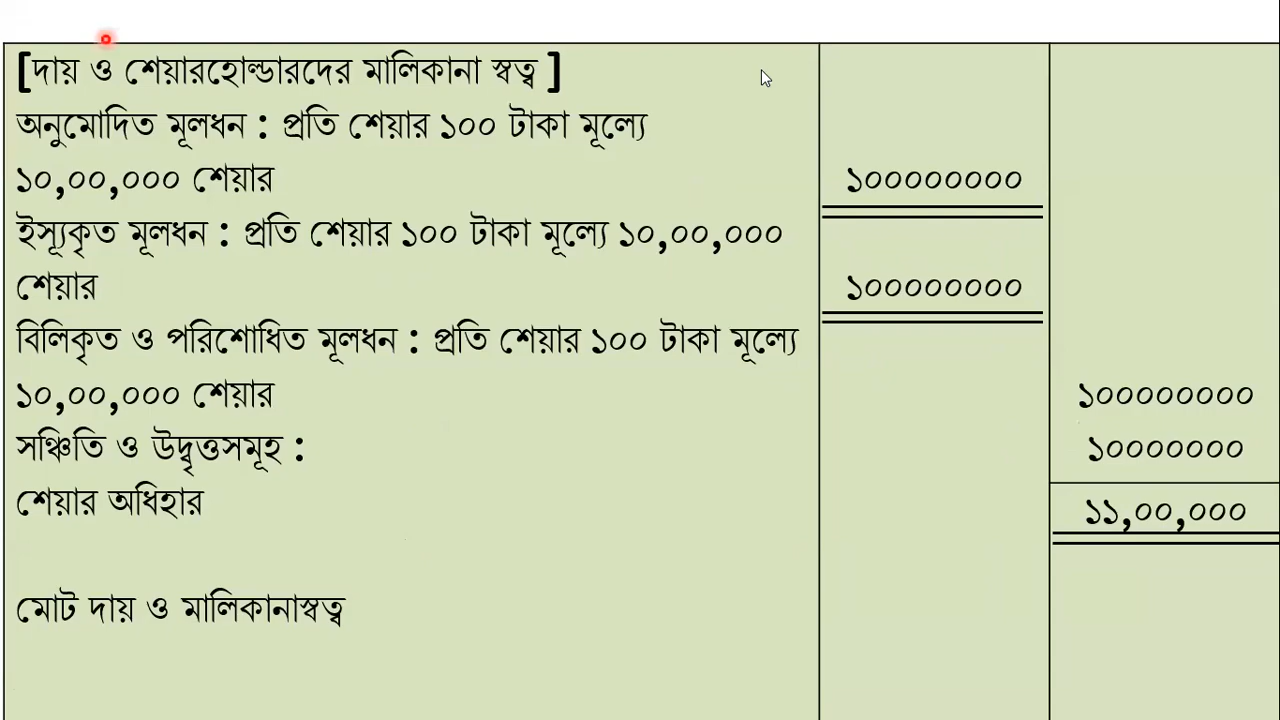 [দায় ও শেয়ারহোল্ডারদের মালিকানা স্বত্ব ]
অনুমোদিত মূলধন : প্রতি শেয়ার ১০০ টাকা মূল্যে
১০,০০,০০০ শেয়ার ১০০০০০০০০
ইস্যূকৃত মূলধন : প্রতি শেয়ার ১০০ টাকা মূল্যে ১০,০০,০০০
শেয়ার ১০০০০০০০০
বিলিকৃত ও পরিশোধিত মূলধন : প্রতি শেয়ার ১০০ টাকা মূল্যে
১০,০০,০০০ শেয়ার ১০০০০০০০০
সঞ্চিতি ও উদ্বৃত্তসমূহ : ১০০০০০০০
শেয়ার অধিহার ১১,০০,০০০
মোট দায় ও মালিকানাস্বত্ব